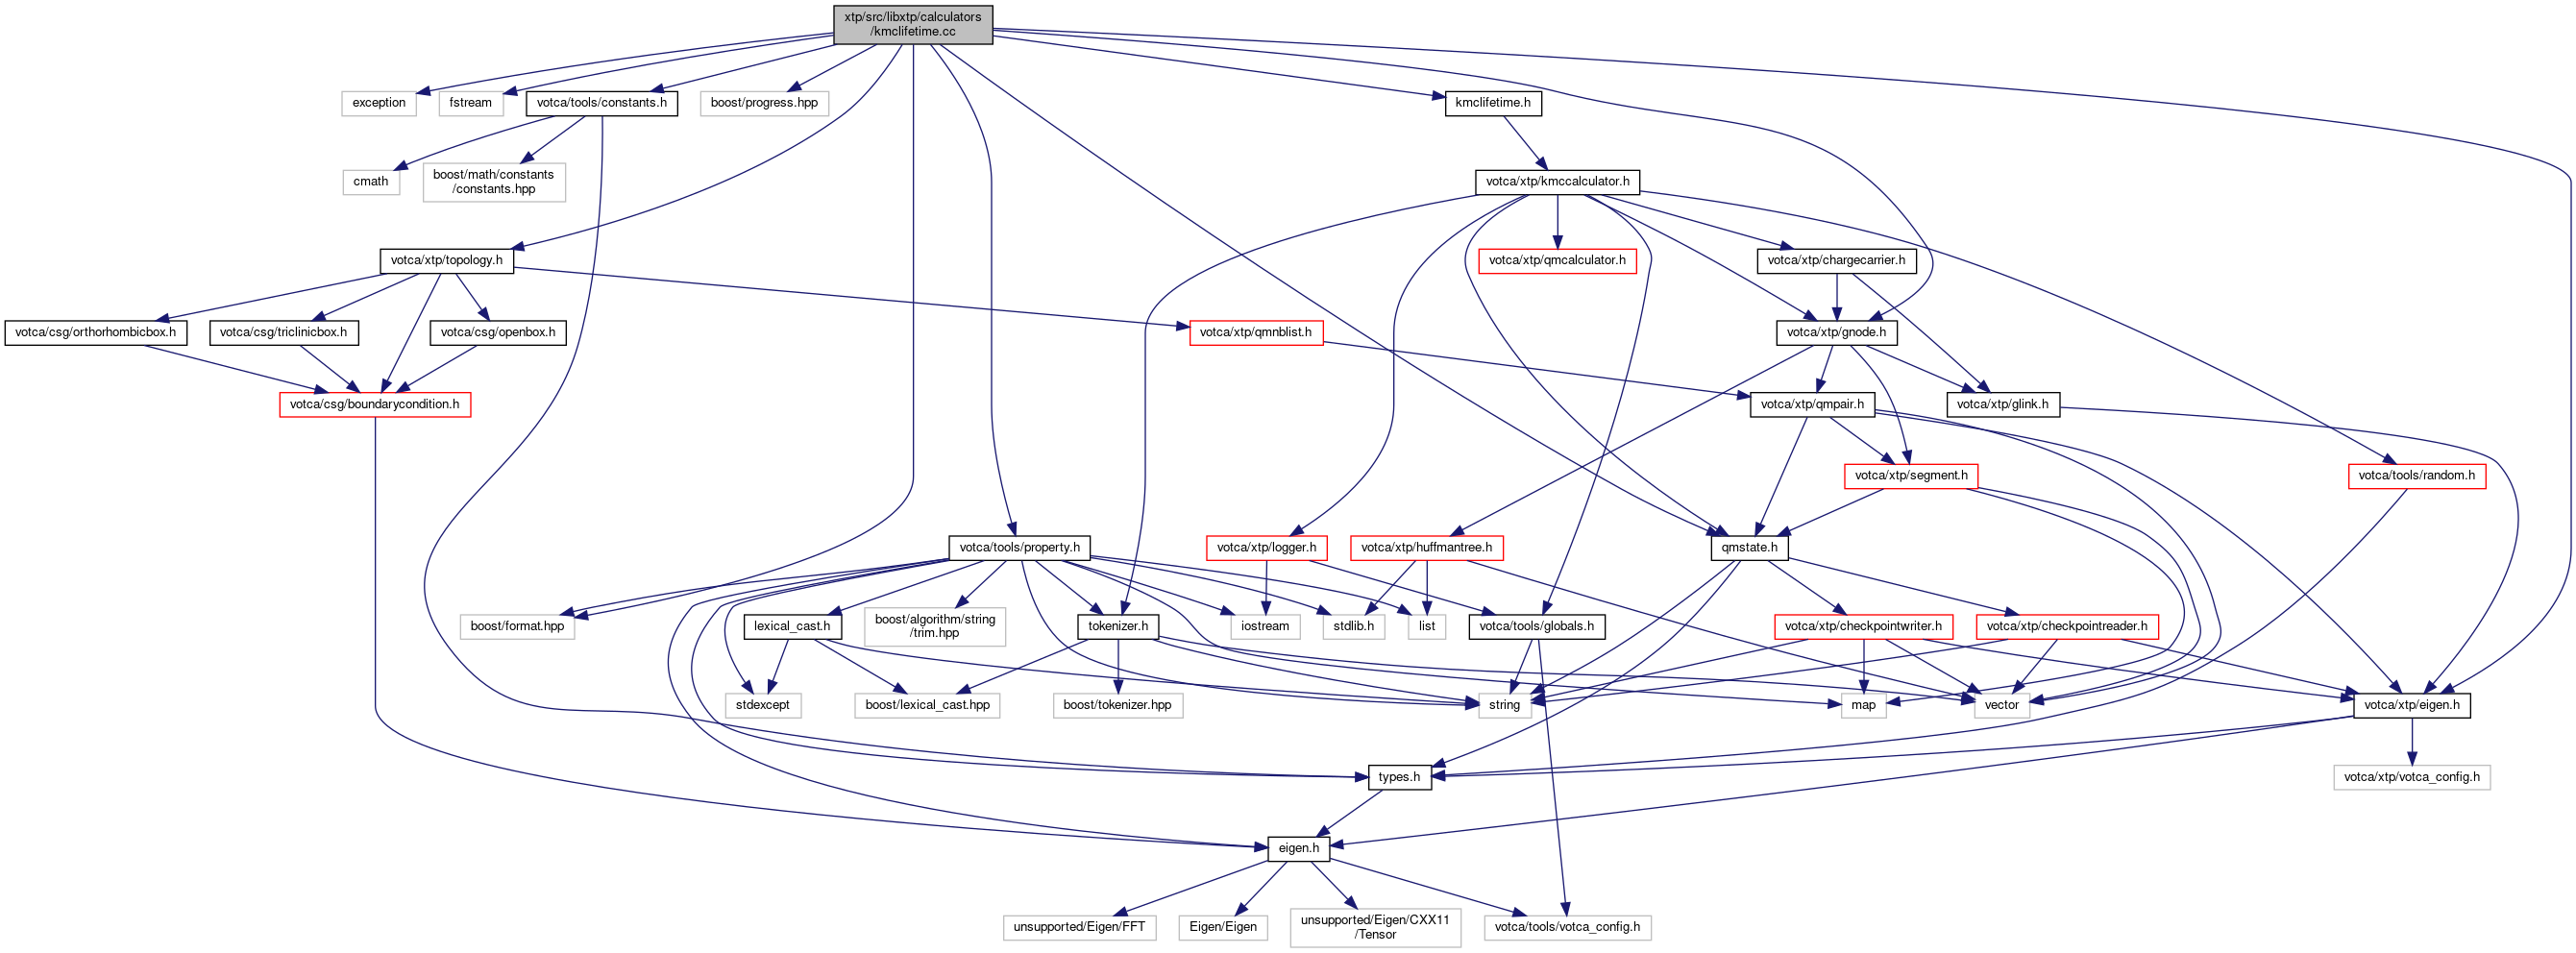 xtp/src/libxtp/calculators
/kmclifetime.cc
exception
fstream
votca/tools/constants.h
boost/progress.hpp
kmclifetime.h
cmath
boost/math/constants
/constants.hpp
votca/xtp/kmccalculator.h
votca/xtp/topology.h
votca/xtp/qmcalculator.h
votca/xtp/chargecarrier.h
votca/csg/orthorhombicbox.h
votca/csg/triclinicbox.h
votca/csg/openbox.h
votca/xtp/qmnblist.h
votca/xtp/gnode.h
votca/csg/boundarycondition.h
votca/xtp/qmpair.h
votca/xtp/glink.h
votca/xtp/segment.h
votca/tools/random.h
votca/tools/property.h
votca/xtp/logger.h
votca/xtp/huffmantree.h
qmstate.h
boost/format.hpp
lexical_cast.h
boost/algorithm/string
/trim.hpp
tokenizer.h
iostream
stdlib.h
list
votca/tools/globals.h
votca/xtp/checkpointwriter.h
votca/xtp/checkpointreader.h
stdexcept
boost/lexical_cast.hpp
boost/tokenizer.hpp
string
map
vector
votca/xtp/eigen.h
types.h
votca/xtp/votca_config.h
eigen.h
unsupported/Eigen/FFT
Eigen/Eigen
unsupported/Eigen/CXX11
/Tensor
votca/tools/votca_config.h